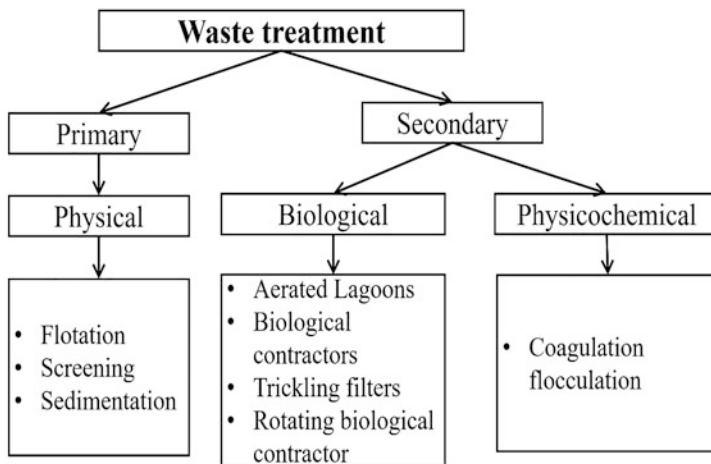 Waste treatment
Primary
Secondary
Physical
Biological
Physicochemical
• Flotation
• Screening
• Sedimentation
• Aerated Lagoons
• Biological
contractors
• Trickling filters
• Rotating biological
contractor
• Coagulation
flocculation